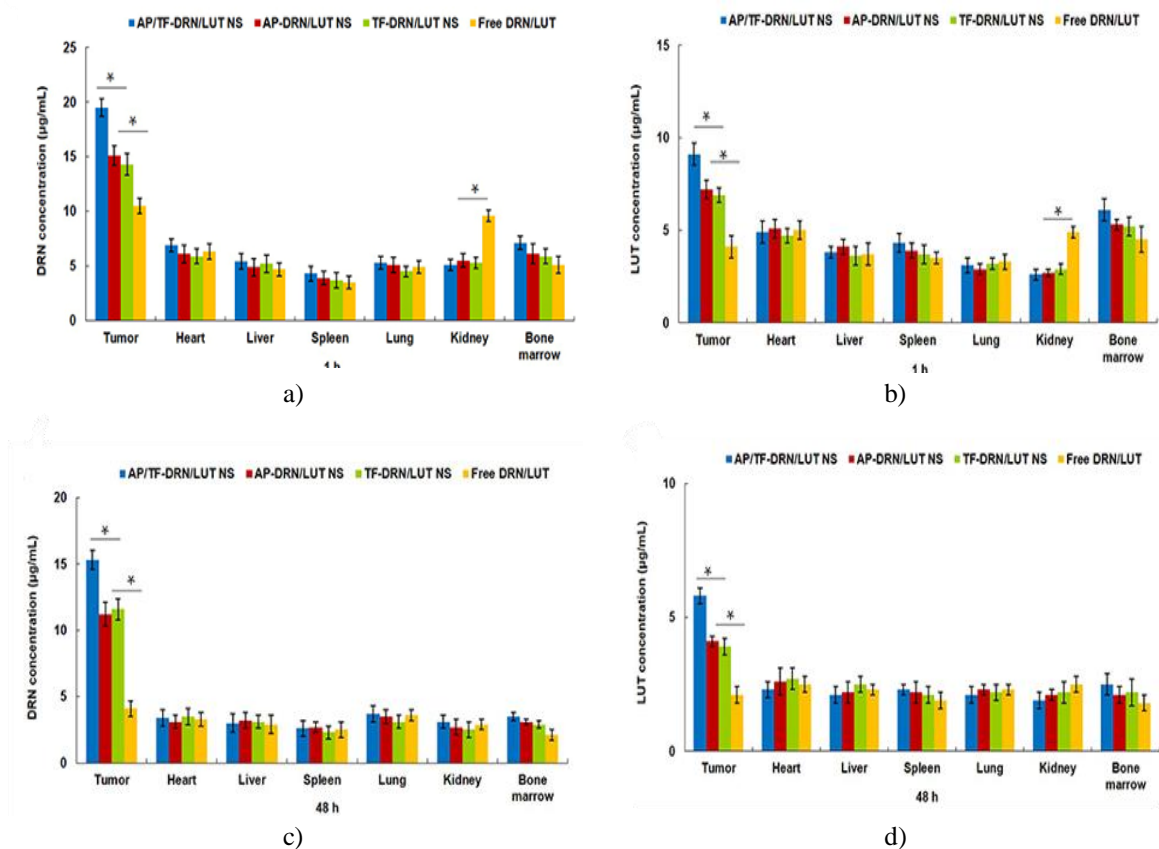 AP/TF-DRN/LUT NS AP-DRN/LUT NS TF-DRN/LUT NS Free DRN/LUT
DRN concentration (µg/mL)
25
20
15
10
5
0
*
*
*
Tumor Heart Liver Spleen Lung Kidney Bone
marrow
1 h
a)
AP/TF-DRN/LUT NS AP-DRN/LUT NS TF-DRN/LUT NS Free DRN/LUT
LUT concentration (µg/mL)
15
10
5
0
*
*
*
Tumor Heart Liver Spleen Lung Kidney Bone
marrow
1 h
b)
AP/TF-DRN/LUT NS AP-DRN/LUT NS TF-DRN/LUT NS Free DRN/LUT
DRN concentration (µg/mL)
20
15
10
5
0
*
*
Tumor Heart Liver Spleen Lung Kidney Bone
marrow
48 h
c)
AP/TF-DRN/LUT NS AP-DRN/LUT NS TF-DRN/LUT NS Free DRN/LUT
LUT concentration (µg/mL)
10
5
0
*
*
Tumor Heart Liver Spleen Lung Kidney Bone
marrow
48 h
d)